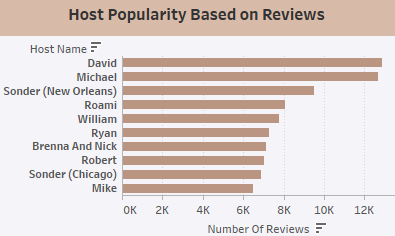 Host Popularity Based on Reviews
Host Name
David
Michael
Sonder (New Orleans)
Roami
William
Ryan
Brenna And Nick
Robert
Sonder (Chicago)
Mike
0K 2K 4K 6K 8K 10K 12K
Number Of Reviews